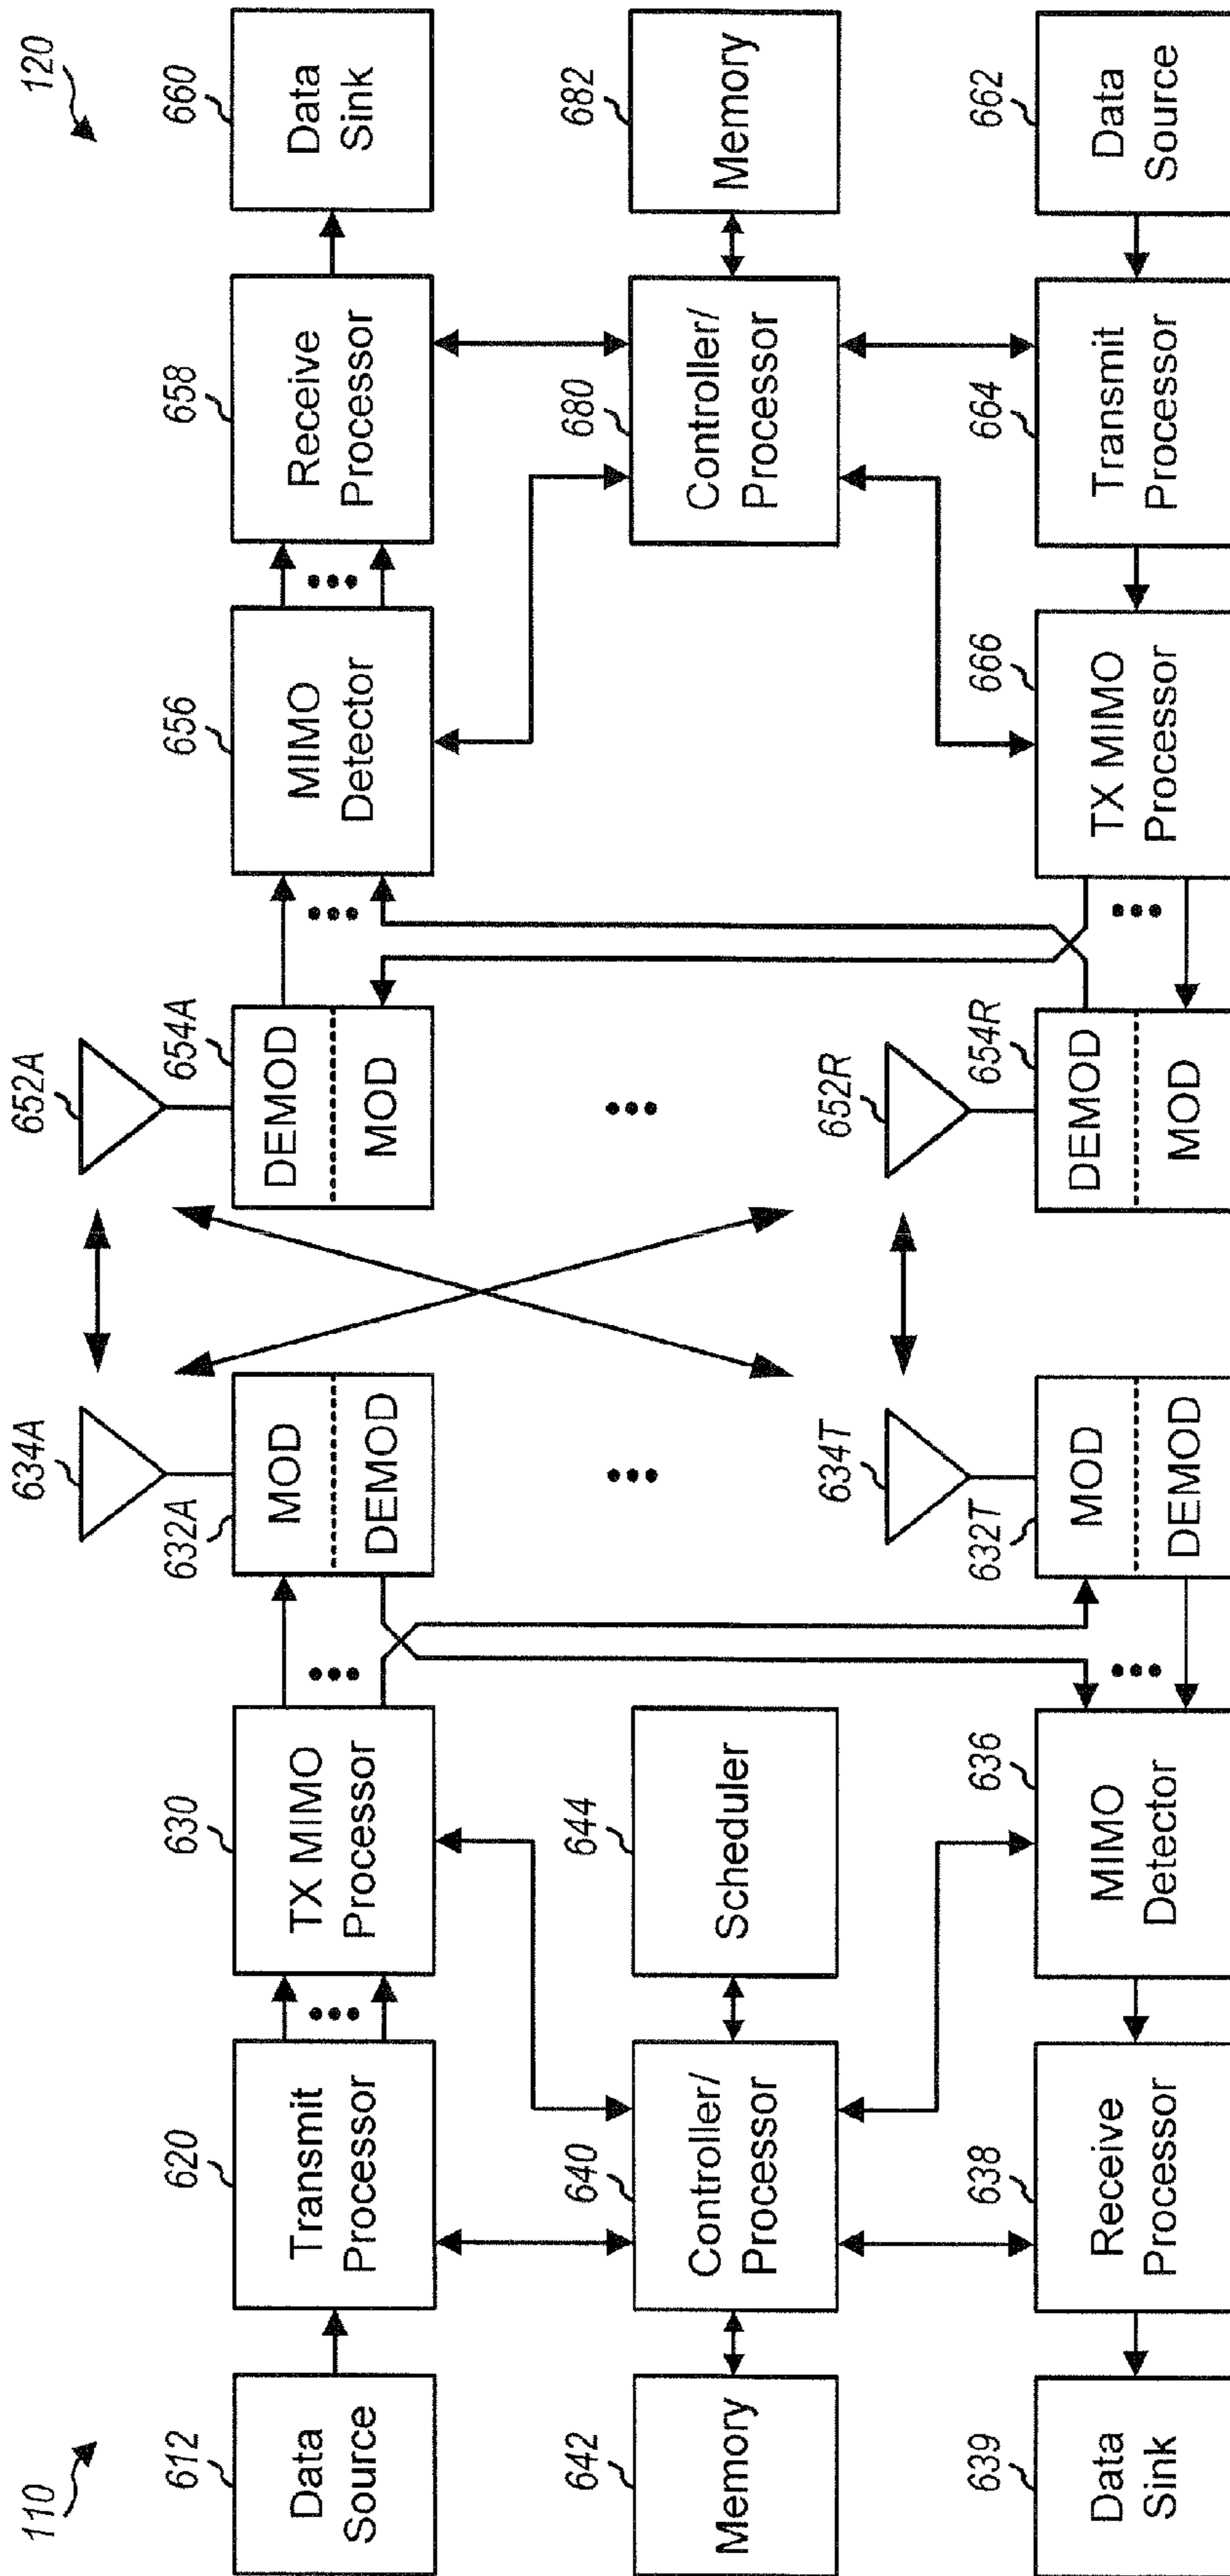 110
120
612
Data
Source
620
Transmit
Processor
630
TX MIMO
Processor
632A
MOD
DEMOD
634A
652A
654A
DEMOD
MOD
656
MIMO
Detector
658
Receive
Processor
660
Data
Sink
642
Memory
640
Controller/
Processor
644
Scheduler
680
Controller/
Processor
682
Memory
639
Data
Sink
638
Receive
Processor
636
MIMO
Detector
632T
MOD
DEMOD
634T
652R
654R
DEMOD
MOD
666
TX MIMO
Processor
664
Transmit
Processor
662
Data
Source